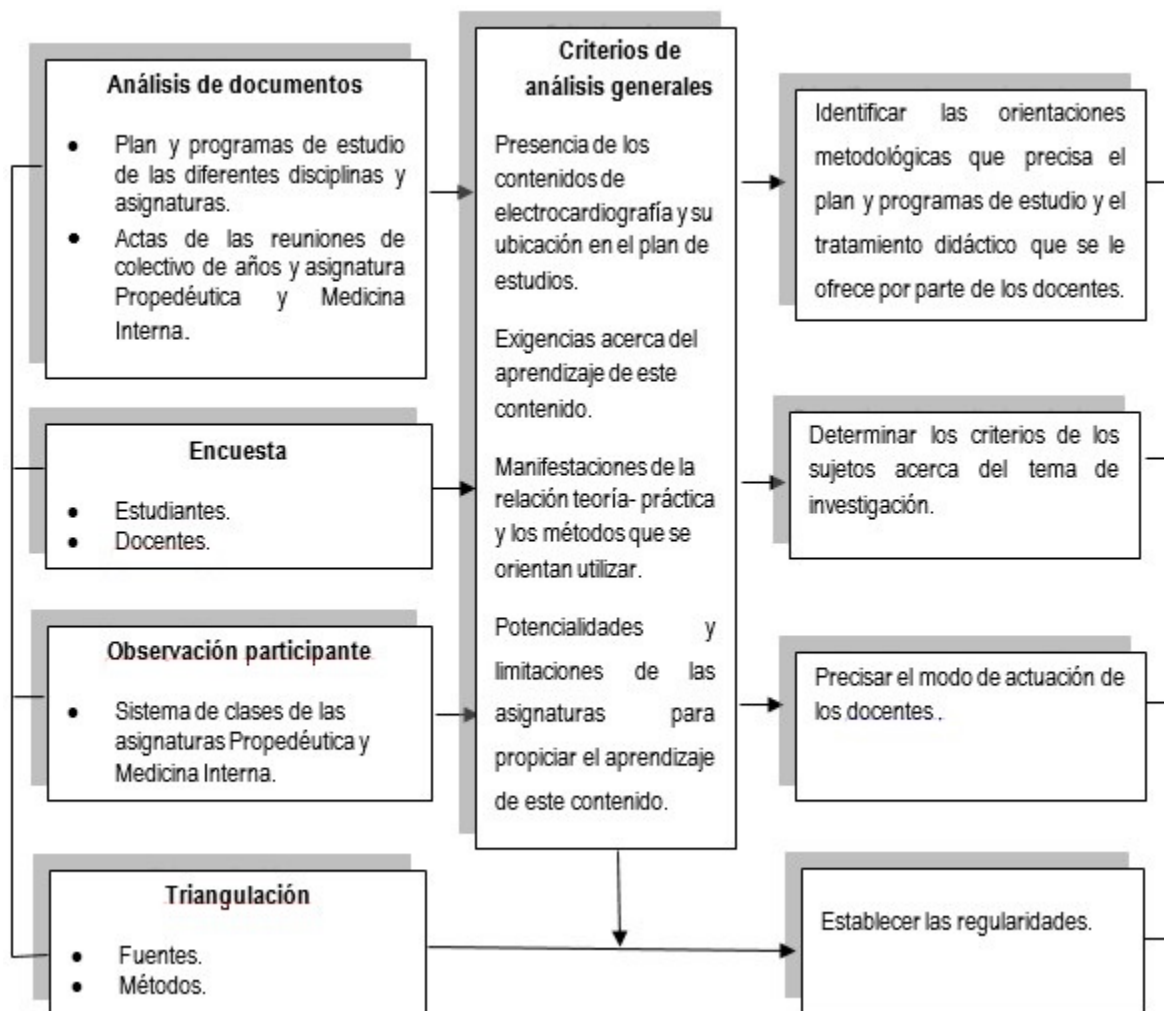 Análisis de documentos
• Plan y programas de estudio
de las diferentes disciplinas y
asignaturas.
• Actas de las reuniones de
colectivo de años y asignatura
Propedéutica y Medicina
Interna.
Encuesta
• Estudiantes.
• Docentes.
Observación participante
• Sistema de clases de las
asignaturas Propedéutica y
Medicina Interna.
Triangulación
• Fuentes.
• Métodos.
Criterios de
análisis generales
Presencia de los
contenidos de
electrocardiografía y su
ubicación en el plan de
estudios.
Exigencias acerca del
aprendizaje de este
contenido.
Manifestaciones de la
relación teoría- práctica
y los métodos que se
orientan utilizar.
Potencialidades y
limitaciones de las
asignaturas para
propiciar el aprendizaje
de este contenido.
Identificar las orientaciones
metodológicas que precisa el
plan y programas de estudio y el
tratamiento didáctico que se le
ofrece por parte de los docentes.
Determinar los criterios de los
sujetos acerca del tema de
investigación.
Precisar el modo de actuación de
los docentes..
Establecer las regularidades.